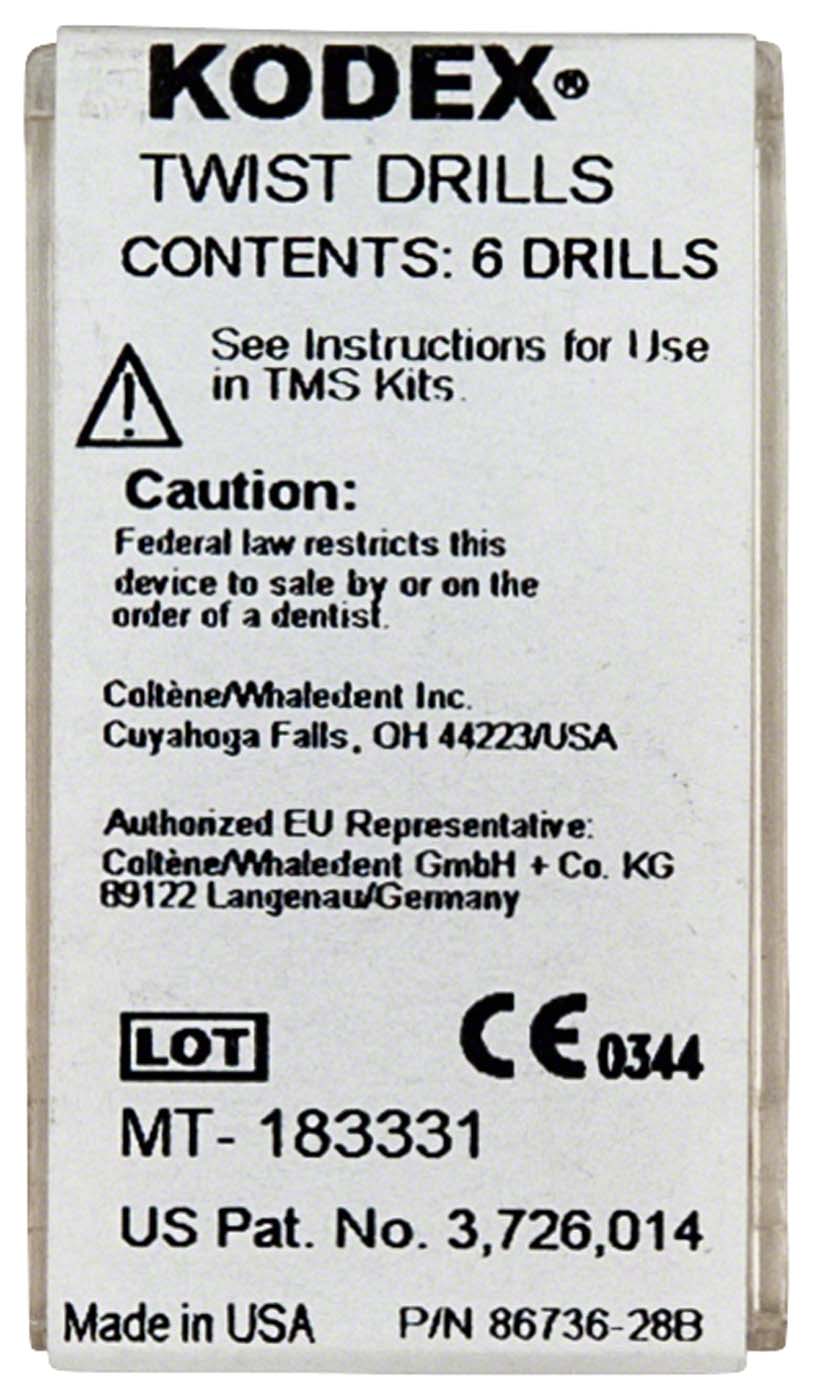 KODEX®
TWIST DRILLS
CONTENTS: 6 DRILLS
See Instructions for Use
in TMS Kits.
Caution:
Federal law restricts this
device to sale by or on the
order of a dentist.
Coltène/Whaledent Inc.
Cuyahoga Falls, OH 44223/USA
Authorized EU Representative:
Coltène/Whaledent GmbH + Co. KG
89122 Langenau/Germany
LOT
CE 0344
MT- 183331
US Pat. No. 3,726,014
Made in USA P/N 86736-28B